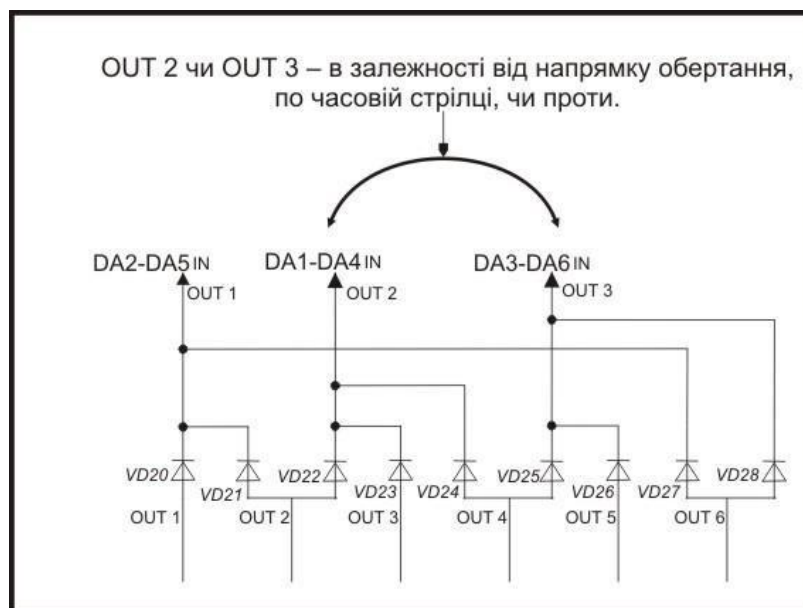 OUT 2 чи OUT 3 – в залежності від напрямку обертання,
по часовій стрілці, чи проти.
DA2-DA5 IN DA1-DA4 IN DA3-DA6 IN
OUT 1 OUT 2 OUT 3
VD20 VD21 VD22 VD23 VD24 VD25 VD26 VD27 VD28
OUT 1 OUT 2 OUT 3 OUT 4 OUT 5 OUT 6